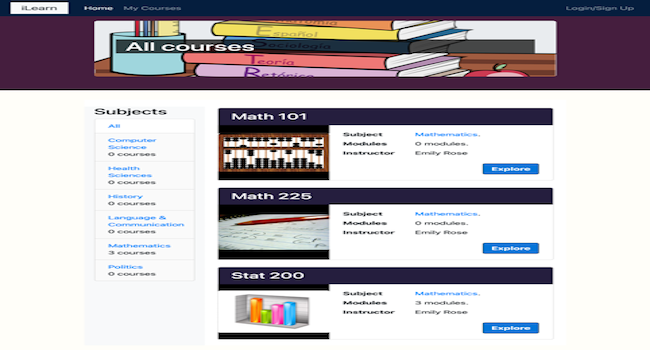 iLearn Home My Courses Login/Sign Up
Español
Sociología
Teoría
All courses
Subjects
All
Computer
Science
0 courses
Health
Sciences
0 courses
History
0 courses
Language &
Communication
0 courses
Mathematics
3 courses
Politics
0 courses
Math 101
Subject Mathematics.
Modules 0 modules.
Instructor Emily Rose
Explore
Math 225
Subject Mathematics.
Modules 0 modules.
Instructor Emily Rose
Explore
Stat 200
Subject Mathematics.
Modules 3 modules.
Instructor Emily Rose
Explore